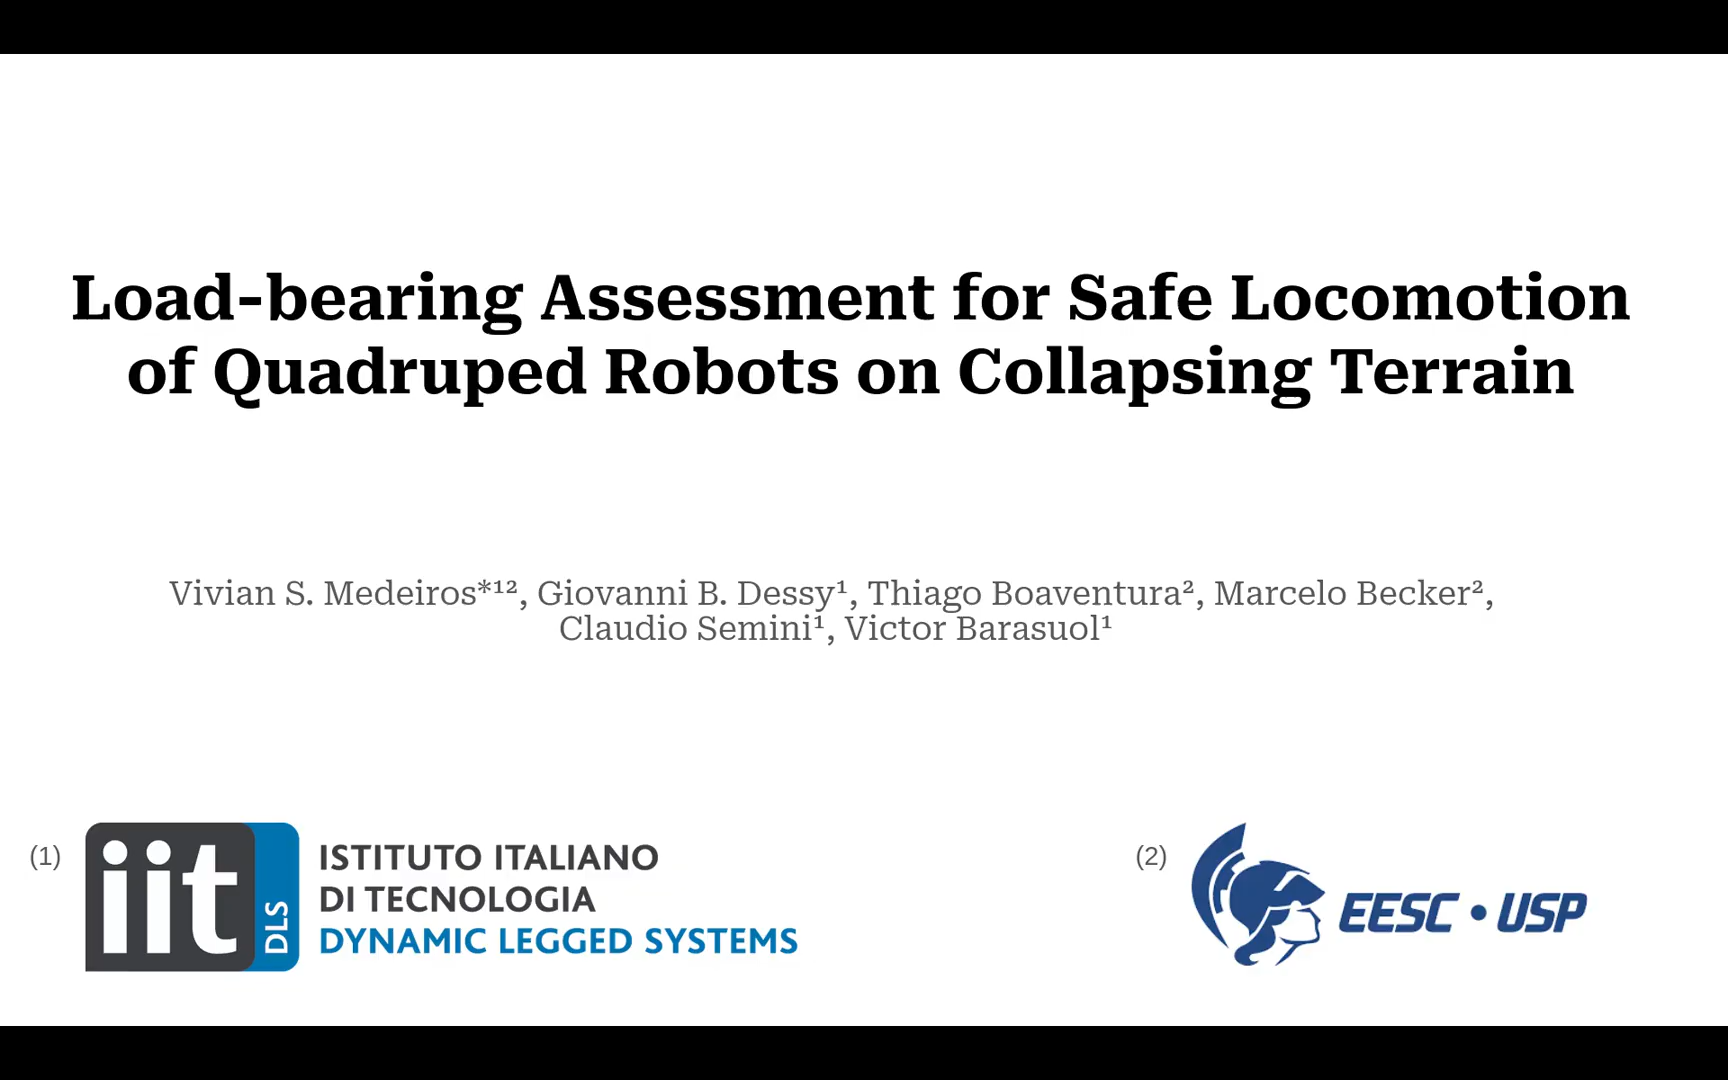 Load-bearing Assessment for Safe Locomotion
of Quadruped Robots on Collapsing Terrain
Vivian S. Medeiros*¹², Giovanni B. Dessy¹, Thiago Boaventura², Marcelo Becker²,
Claudio Semini¹, Victor Barasuol¹
(1)
iit
DLS
ISTITUTO ITALIANO
DI TECNOLOGIA
DYNAMIC LEGGED SYSTEMS
(2)
EESC • USP